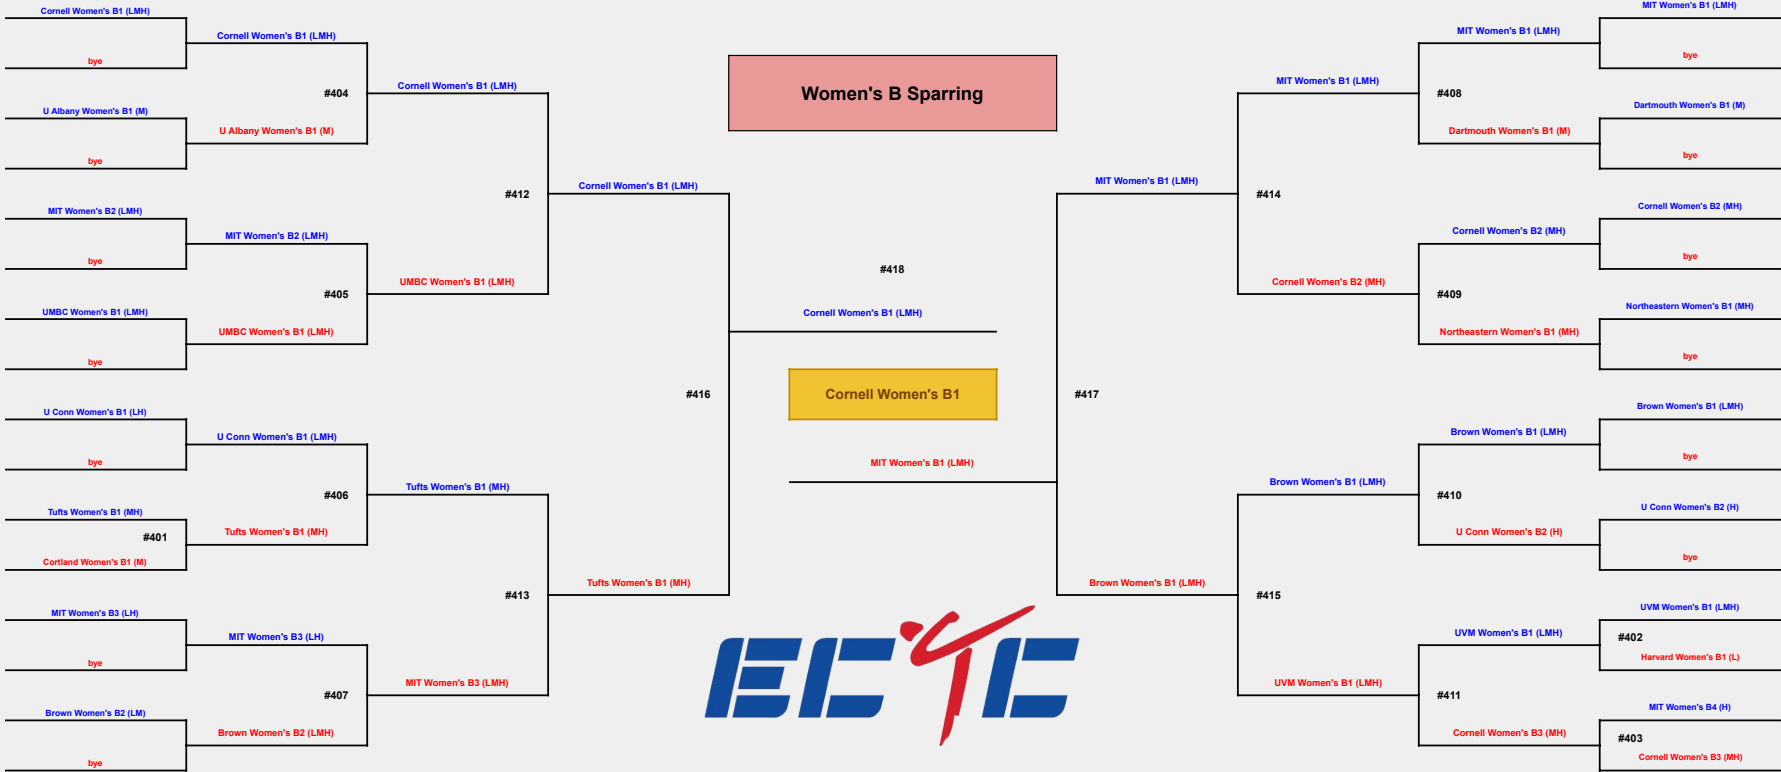 Women's B Sparring
Cornell Women's B1 (LMH)
bye
U Albany Women's B1 (M)
bye
MIT Women's B2 (LMH)
bye
UMBC Women's B1 (LMH)
bye
U Conn Women's B1 (LH)
bye
Tufts Women's B1 (MH)
#401
Cortland Women's B1 (M)
MIT Women's B3 (LH)
bye
Brown Women's B2 (LM)
bye
Cornell Women's B1 (LMH)
#404
U Albany Women's B1 (M)
MIT Women's B2 (LMH)
#405
UMBC Women's B1 (LMH)
U Conn Women's B1 (LMH)
#406
Tufts Women's B1 (MH)
MIT Women's B3 (LH)
#407
Brown Women's B2 (LMH)
Cornell Women's B1 (LMH)
#412
UMBC Women's B1 (LMH)
Tufts Women's B1 (MH)
#413
MIT Women's B3 (LMH)
Cornell Women's B1 (LMH)
#416
Tufts Women's B1 (MH)
#418
Cornell Women's B1 (LMH)
Cornell Women's B1
MIT Women's B1 (LMH)
ECTC
MIT Women's B1 (LMH)
#417
Brown Women's B1 (LMH)
MIT Women's B1 (LMH)
#414
Cornell Women's B2 (MH)
Brown Women's B1 (LMH)
#415
UVM Women's B1 (LMH)
MIT Women's B1 (LMH)
#408
Dartmouth Women's B1 (M)
Cornell Women's B2 (MH)
#409
Northeastern Women's B1 (MH)
Brown Women's B1 (LMH)
#410
U Conn Women's B2 (H)
UVM Women's B1 (LMH)
#411
Cornell Women's B3 (MH)
MIT Women's B1 (LMH)
bye
Dartmouth Women's B1 (M)
bye
Cornell Women's B2 (MH)
bye
Northeastern Women's B1 (MH)
bye
Brown Women's B1 (LMH)
bye
U Conn Women's B2 (H)
bye
UVM Women's B1 (LMH)
#402
Harvard Women's B1 (L)
MIT Women's B4 (H)
#403
Cornell Women's B3 (MH)